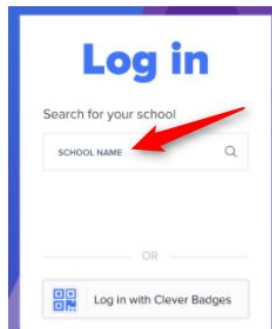 Log in
Search for your school
SCHOOL NAME
OR
Log in with Clever Badges